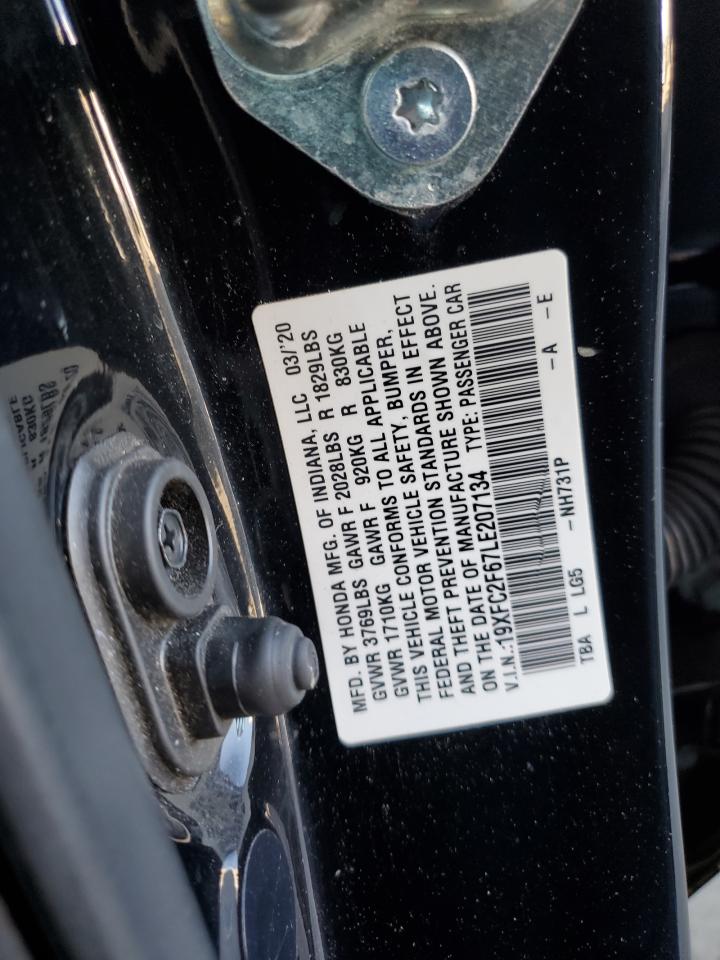 MFD. BY HONDA MFG. OF INDIANA, LLC 03/'20
GVWR 3769LBS GAWR F 2028LBS R 1829LBS
GVWR 1710KG GAWR F 920KG R 830KG
THIS VEHICLE CONFORMS TO ALL APPLICABLE
FEDERAL MOTOR VEHICLE SAFETY, BUMPER,
AND THEFT PREVENTION STANDARDS IN EFFECT
ON THE DATE OF MANUFACTURE SHOWN ABOVE.
V.I.N.:19XFC2F67LE207134 TYPE: PASSENGER CAR
TBA L LG5 -NH731P -A -E